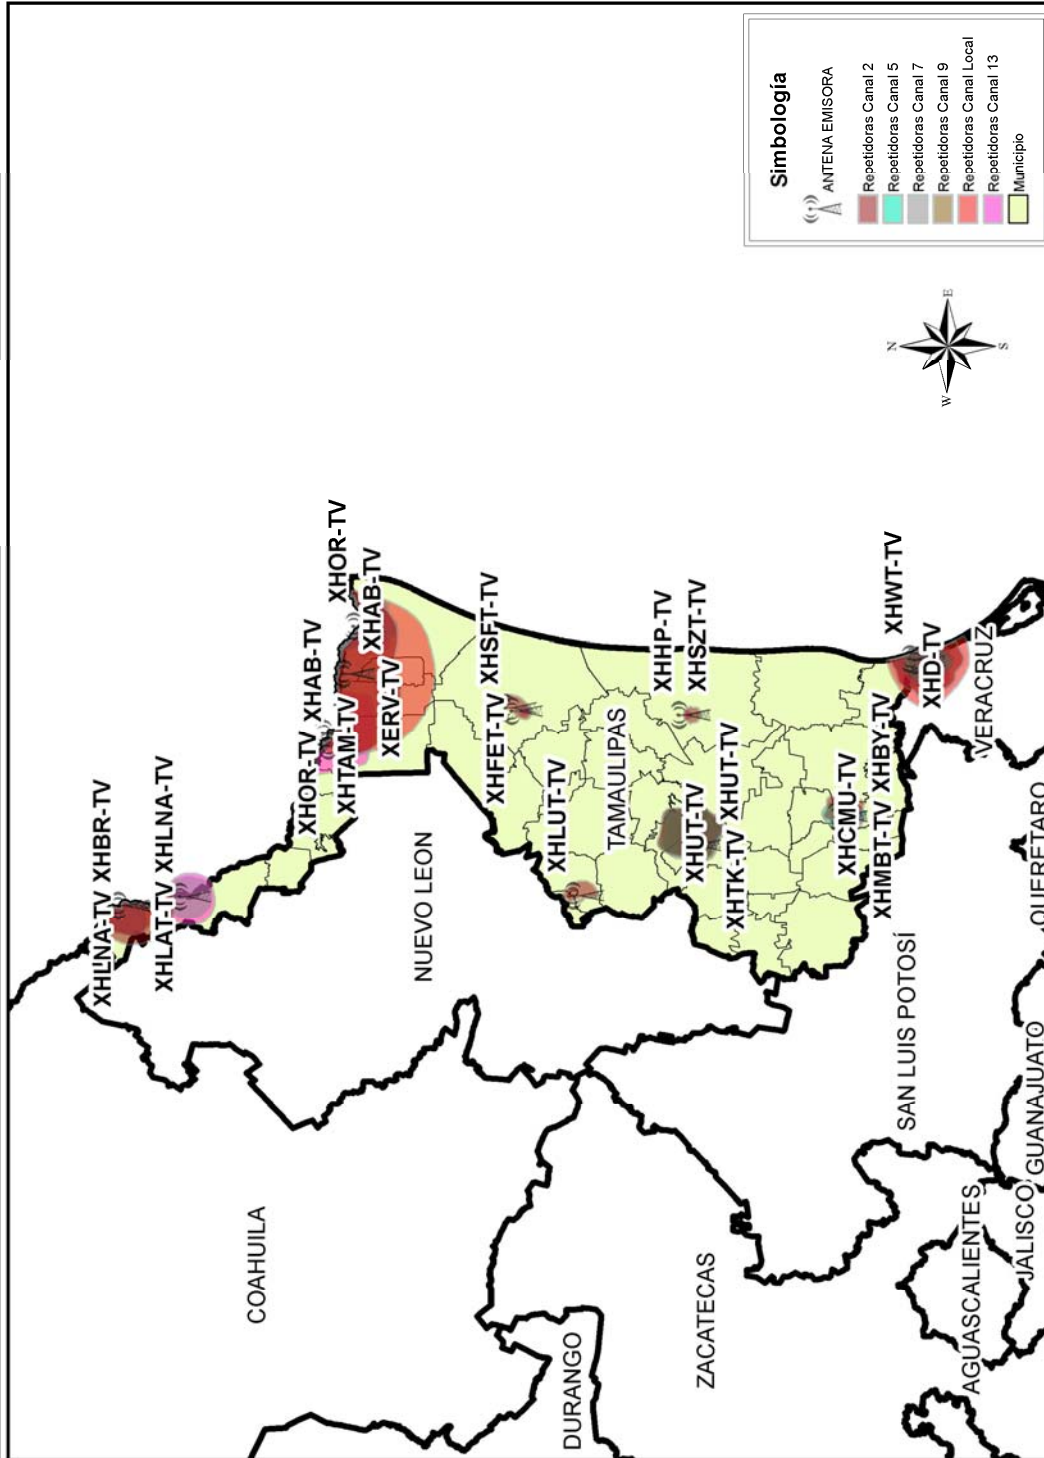 Simbología
ANTENA EMISORA
Repetidoras Canal 2
Repetidoras Canal 5
Repetidoras Canal 7
Repetidoras Canal 9
Repetidoras Canal Local
Repetidoras Canal 13
Municipio
N
W
E
S
XHLNA-TV XHBR-TV
XHLAT-TV XHLNA-TV
XHOR-TV XHAB-TV
XHOR-TV
XHTAM-TV
XHAB-TV
XERV-TV
XHFET-TV
XHSFT-TV
XHLUT-TV
TAMAULIPAS
XHHP-TV
XHSZT-TV
XHUT-TV
XHTK-TV XHUT-TV
XHCMU-TV
XHMBT-TV XHBY-TV
XHWT-TV
XHD-TV
COAHUILA
NUEVO LEON
DURANGO
ZACATECAS
SAN LUIS POTOSÍ
VERACRUZ
AGUASCALIENTES
JALISCO
GUANAJUATO
QUERETARO